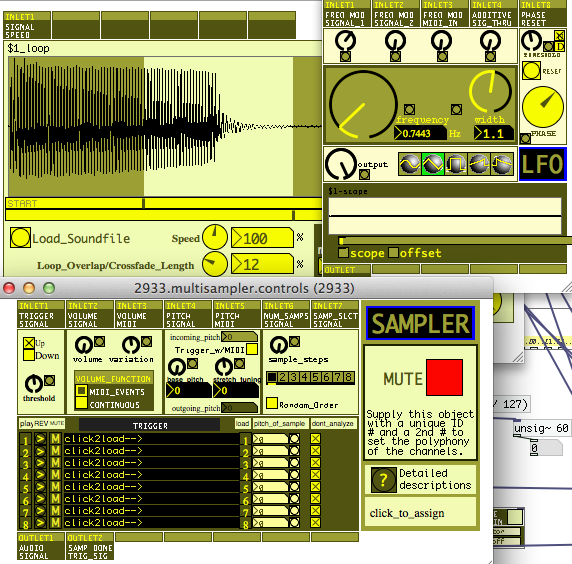 INLET1
SIGNAL
SPEED
$1_loop
START
Load_Soundfile
Speed
100
%
Loop_Overlap/Crossfade_Length
12
%
INLET1
FREQ MOD
SIGNAL_1
INLET2
FREQ MOD
SIGNAL_2
INLET3
FREQ MOD
MIDI_IN
INLET4
ADDITIVE
SIG_THRU
PHASE
RESET
THRESHOLD
RESET
PHASE
frequency
0.7443 Hz
width
1.1
output
LFO
$1-scope
scope
offset
OUTLET
2933.multisampler.controls (2933)
INLET1
TRIGGER
SIGNAL
INLET2
VOLUME
SIGNAL
INLET3
VOLUME
MIDI
INLET4
PITCH
SIGNAL
INLET5
PITCH
MIDI
INLET6
NUM_SAMPS
SIGNAL
INLET7
SAMP_SLCT
SIGNAL
Up
Down
threshold
volume
variation
VOLUME_FUNCTION
MIDI_EVENTS
CONTINUOUS
incoming_pitch
0
Trigger_w/MIDI
base_pitch
stretch_tuning
0
0
outgoing_pitch
0
sample_steps
1 2 3 4 5 6 7 8
Random_Order
SAMPLER
MUTE
Supply this object
with a unique ID
# and a 2nd # to
set the polyphony
of the channels.
?
Detailed
descriptions
click_to_assign
play REV MUTE TRIGGER load pitch_of_sample dont_analyze
1 > M click2load--> 1 0
2 > M click2load--> 2 0
3 > M click2load--> 3 0
4 > M click2load--> 4 0
5 > M click2load--> 5 0
6 > M click2load--> 6 0
7 > M click2load--> 7 0
8 > M click2load--> 8 0
OUTLET1
AUDIO
SIGNAL
OUTLET2
SAMP_DONE
TRIG_SIG
/ 127)
unsig~ 60
0